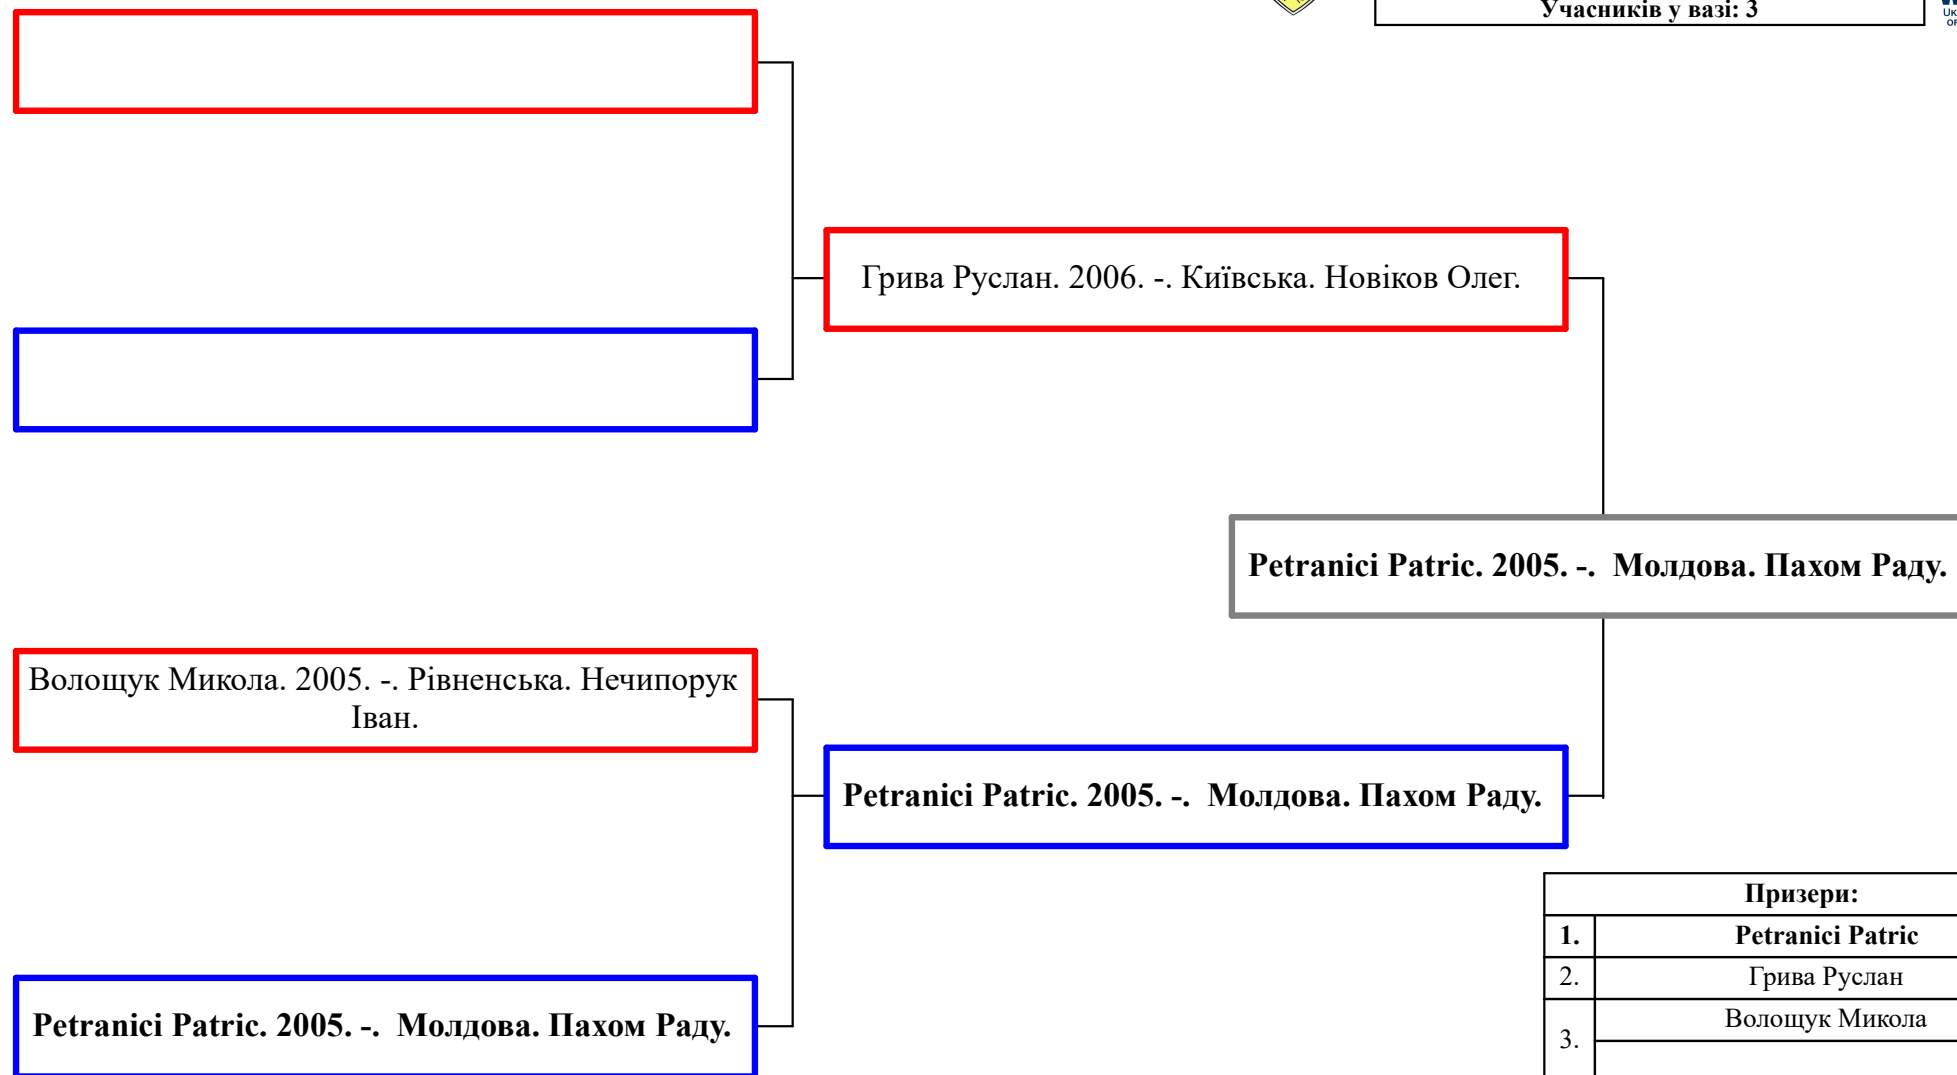 Учасників у вазі: 3
Грива Руслан. 2006. -. Київська. Новіков Олег.
Petranici Patric. 2005. -. Молдова. Пахом Раду.
Волощук Микола. 2005. -. Рівненська. Нечипорук
Іван.
Petranici Patric. 2005. -. Молдова. Пахом Раду.
Призери:
1. Petranici Patric
2. Грива Руслан
3. Волощук Микола
Petranici Patric. 2005. -. Молдова. Пахом Раду.